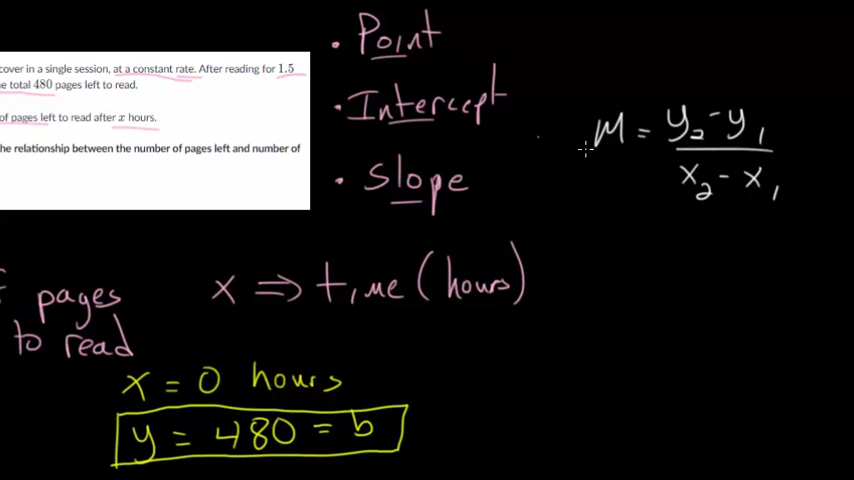 cover in a single session, at a constant rate. After reading for 1.5
e total 480 pages left to read.
of pages left to read after x hours.
he relationship between the number of pages left and number of
• Point
• Intercept
• Slope
M = y₂ - y₁ / x₂ - x₁
pages
to read
x ⇒ time (hours)
x = 0 hours
y = 480 = b